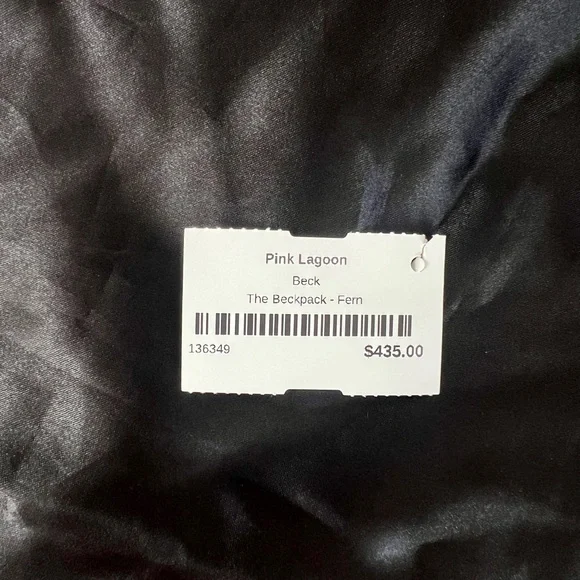 Pink Lagoon
Beck
The Beckpack - Fern
136349 $435.00